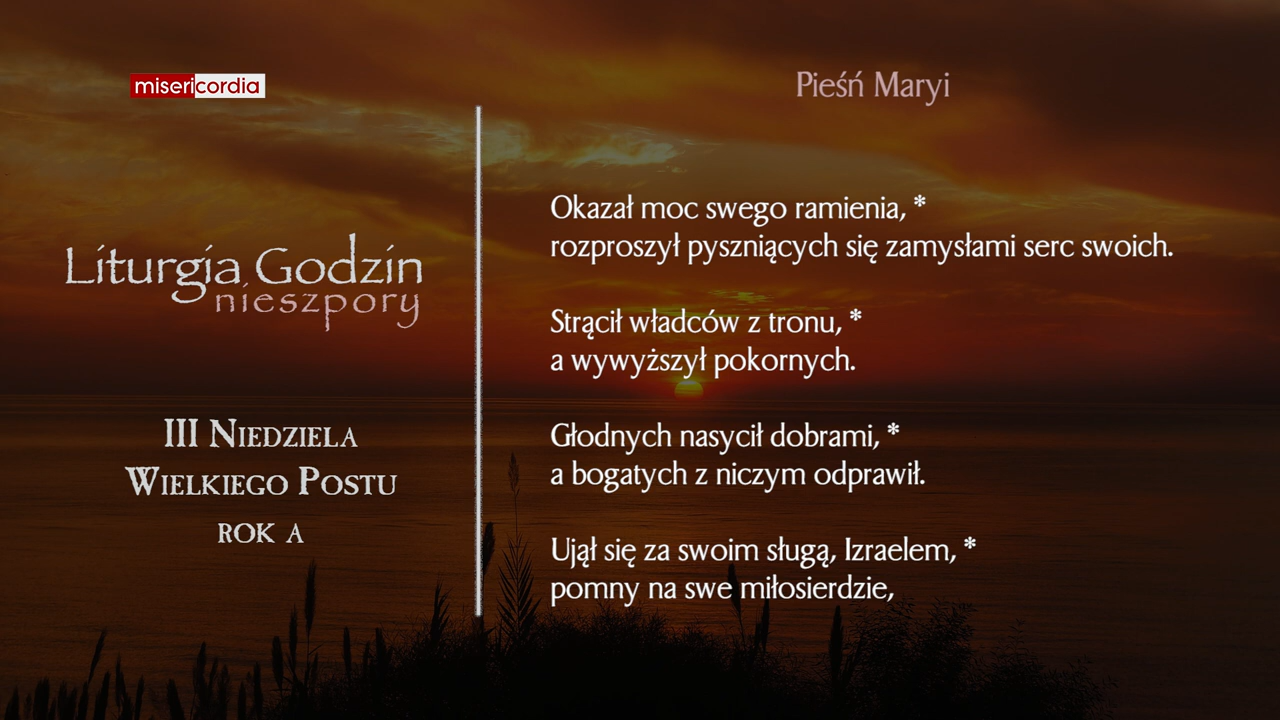 misericordia
Liturgia Godzin
nieszpory
III Niedziela
Wielkiego Postu
rok a
Pieśń Maryi
Okazał moc swego ramienia, *
rozproszył pyszniących się zamysłami serc swoich.
Strącił władców z tronu, *
a wywyższył pokornych.
Głodnych nasycił dobrami, *
a bogatych z niczym odprawił.
Ujął się za swoim sługą, Izraelem, *
pomny na swe miłosierdzie,